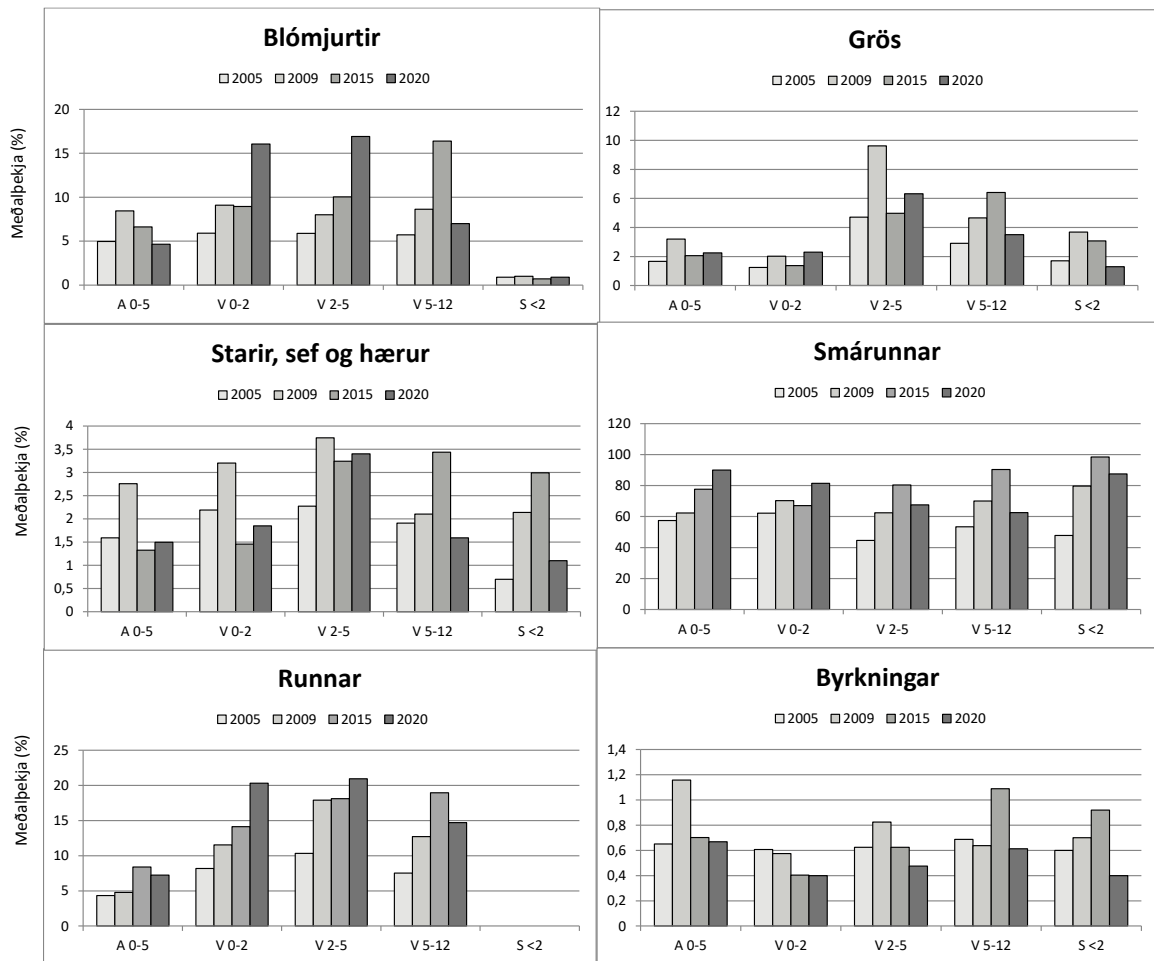 Blómjurtir
2005 2009 2015 2020
Meðalþekja (%)
20
15
10
5
0
A 0-5 V 0-2 V 2-5 V 5-12 S <2
Grös
2005 2009 2015 2020
12
10
8
6
4
2
0
A 0-5 V 0-2 V 2-5 V 5-12 S <2
Starir, sef og hærur
2005 2009 2015 2020
Meðalþekja (%)
4
3,5
3
2,5
2
1,5
1
0,5
0
A 0-5 V 0-2 V 2-5 V 5-12 S <2
Smárunnar
2005 2009 2015 2020
120
100
80
60
40
20
0
A 0-5 V 0-2 V 2-5 V 5-12 S <2
Runnar
2005 2009 2015 2020
Meðalþekja (%)
25
20
15
10
5
0
A 0-5 V 0-2 V 2-5 V 5-12 S <2
Byrkningar
2005 2009 2015 2020
1,4
1,2
1
0,8
0,6
0,4
0,2
0
A 0-5 V 0-2 V 2-5 V 5-12 S <2